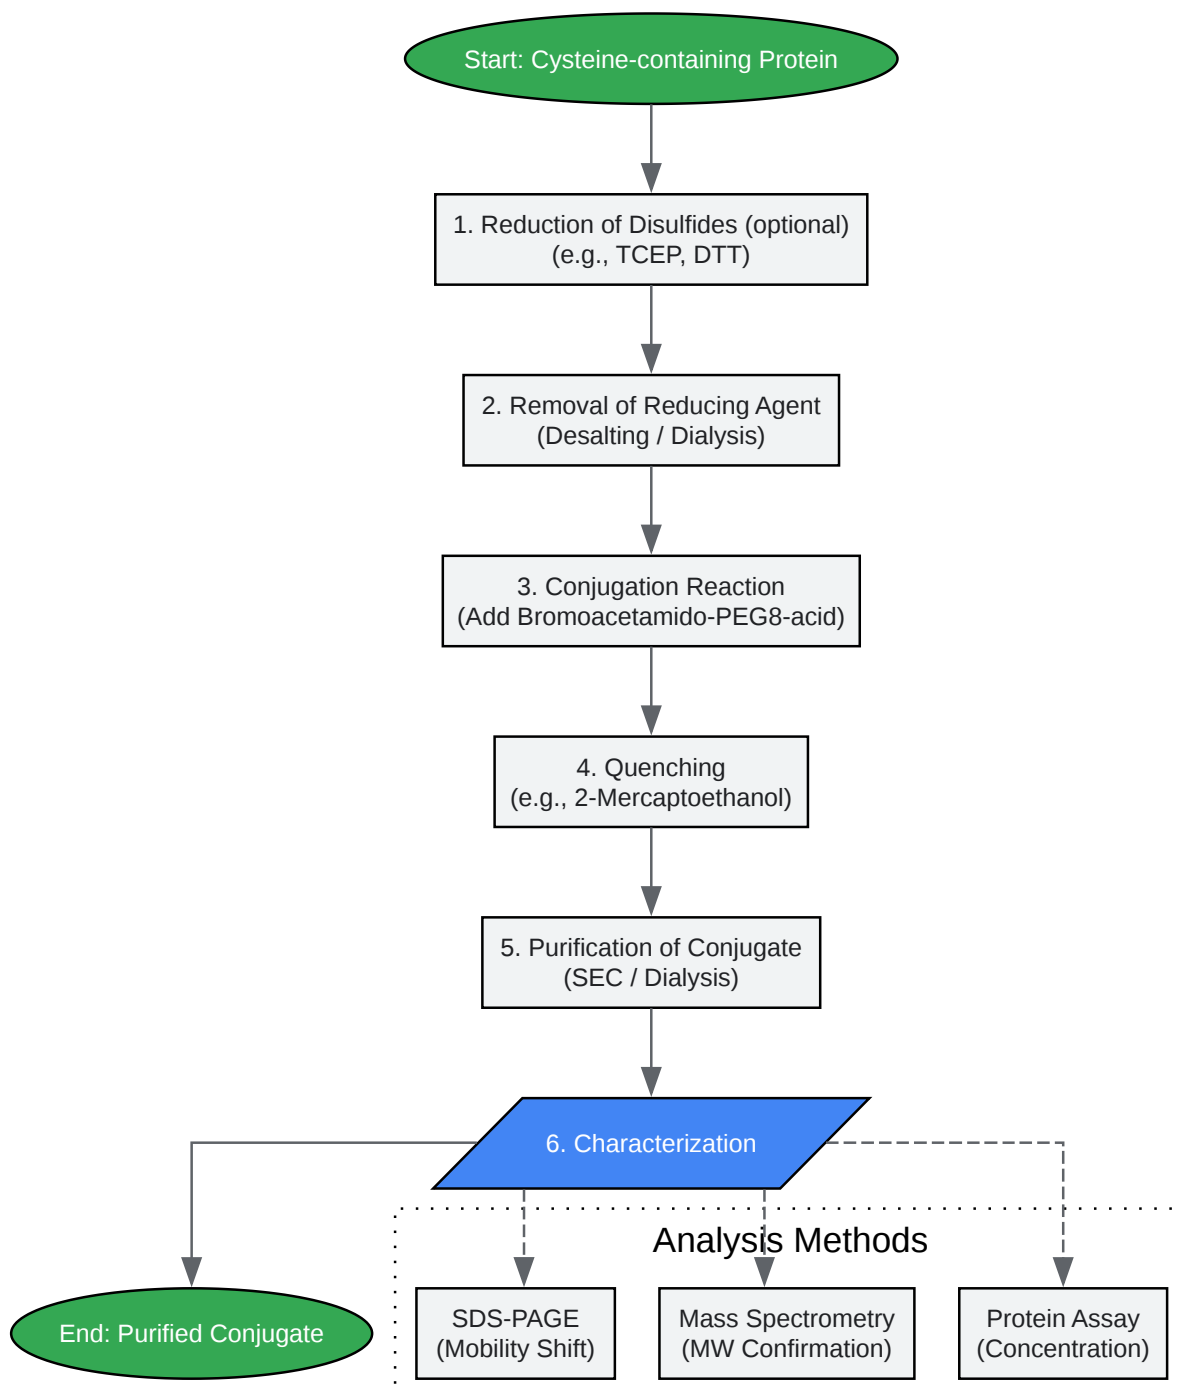 Start: Cysteine-containing Protein
1. Reduction of Disulfides (optional)
(e.g., TCEP, DTT)
2. Removal of Reducing Agent
(Desalting / Dialysis)
3. Conjugation Reaction
(Add Bromoacetamido-PEG8-acid)
4. Quenching
(e.g., 2-Mercaptoethanol)
5. Purification of Conjugate
(SEC / Dialysis)
6. Characterization
Analysis Methods
End: Purified Conjugate
SDS-PAGE
(Mobility Shift)
Mass Spectrometry
(MW Confirmation)
Protein Assay
(Concentration)